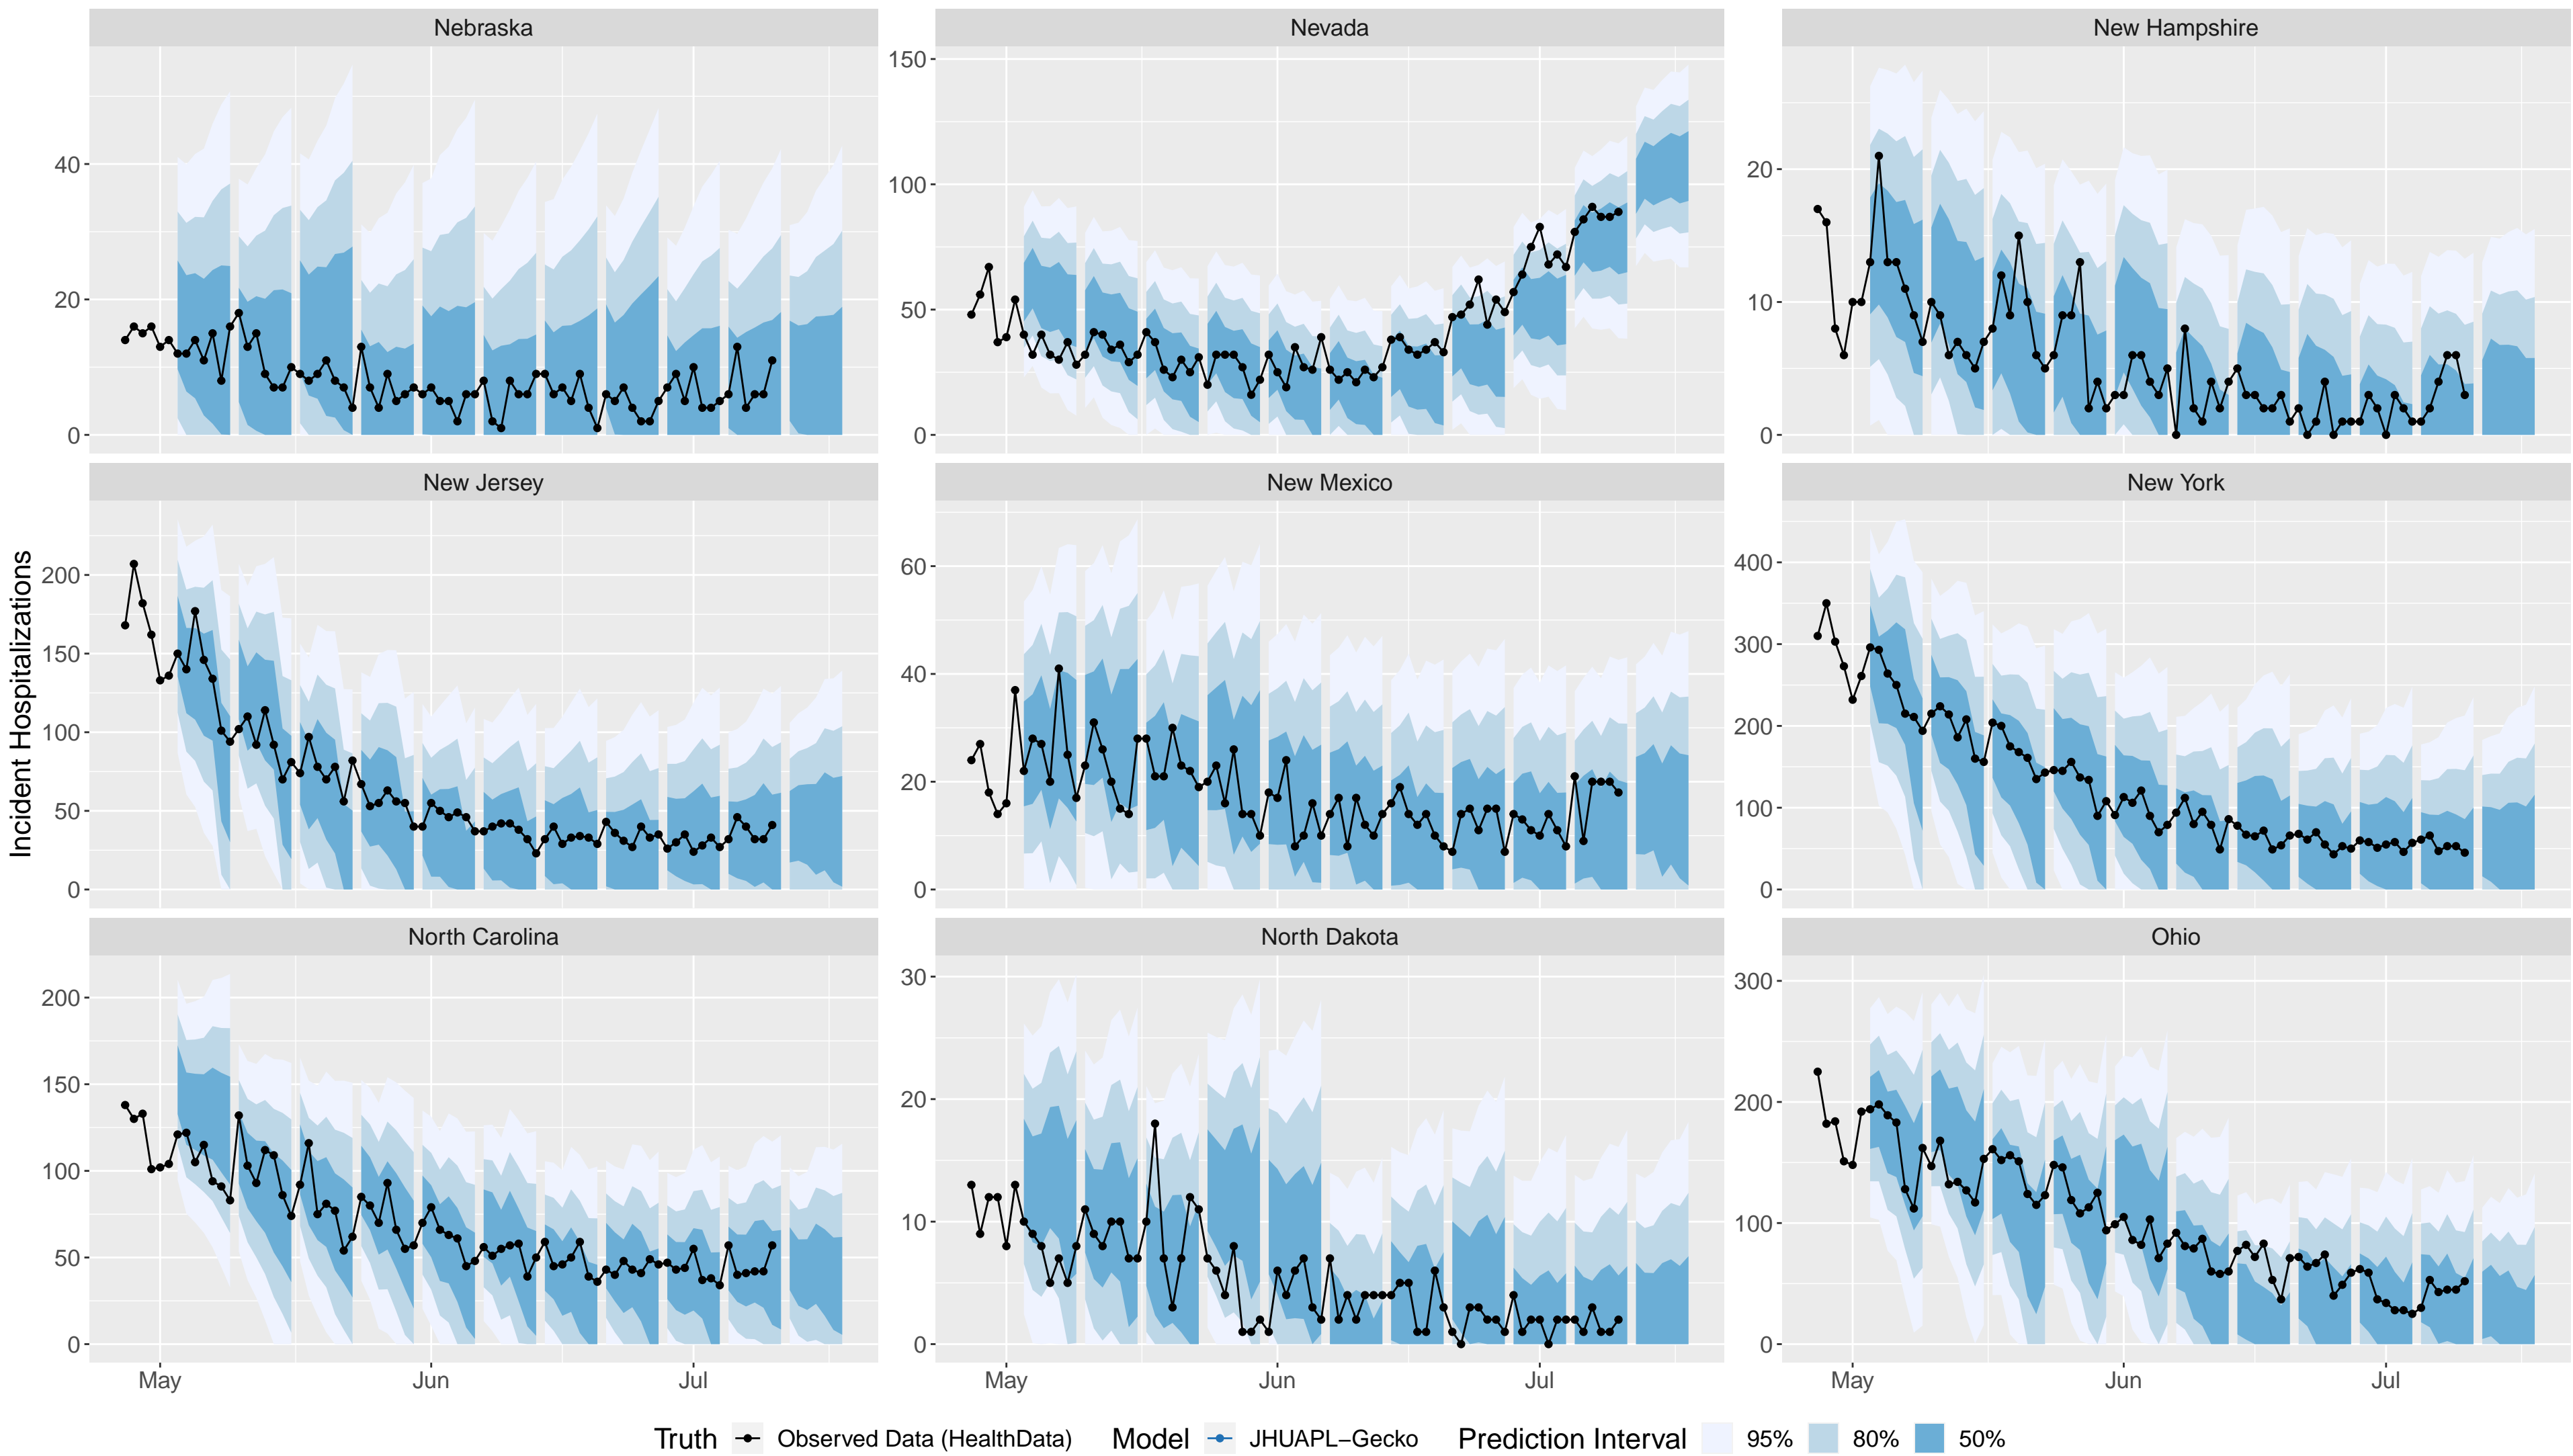 Nebraska
Nevada
New Hampshire
40
20
0
150
100
50
0
20
10
0
New Jersey
New Mexico
New York
Incident Hospitalizations
200
150
100
50
0
60
40
20
0
400
300
200
100
0
North Carolina
North Dakota
Ohio
200
150
100
50
0
30
20
10
0
300
200
100
0
May Jun Jul
May Jun Jul
May Jun Jul
Truth Observed Data (HealthData) Model JHUAPL−Gecko Prediction Interval 95% 80% 50%